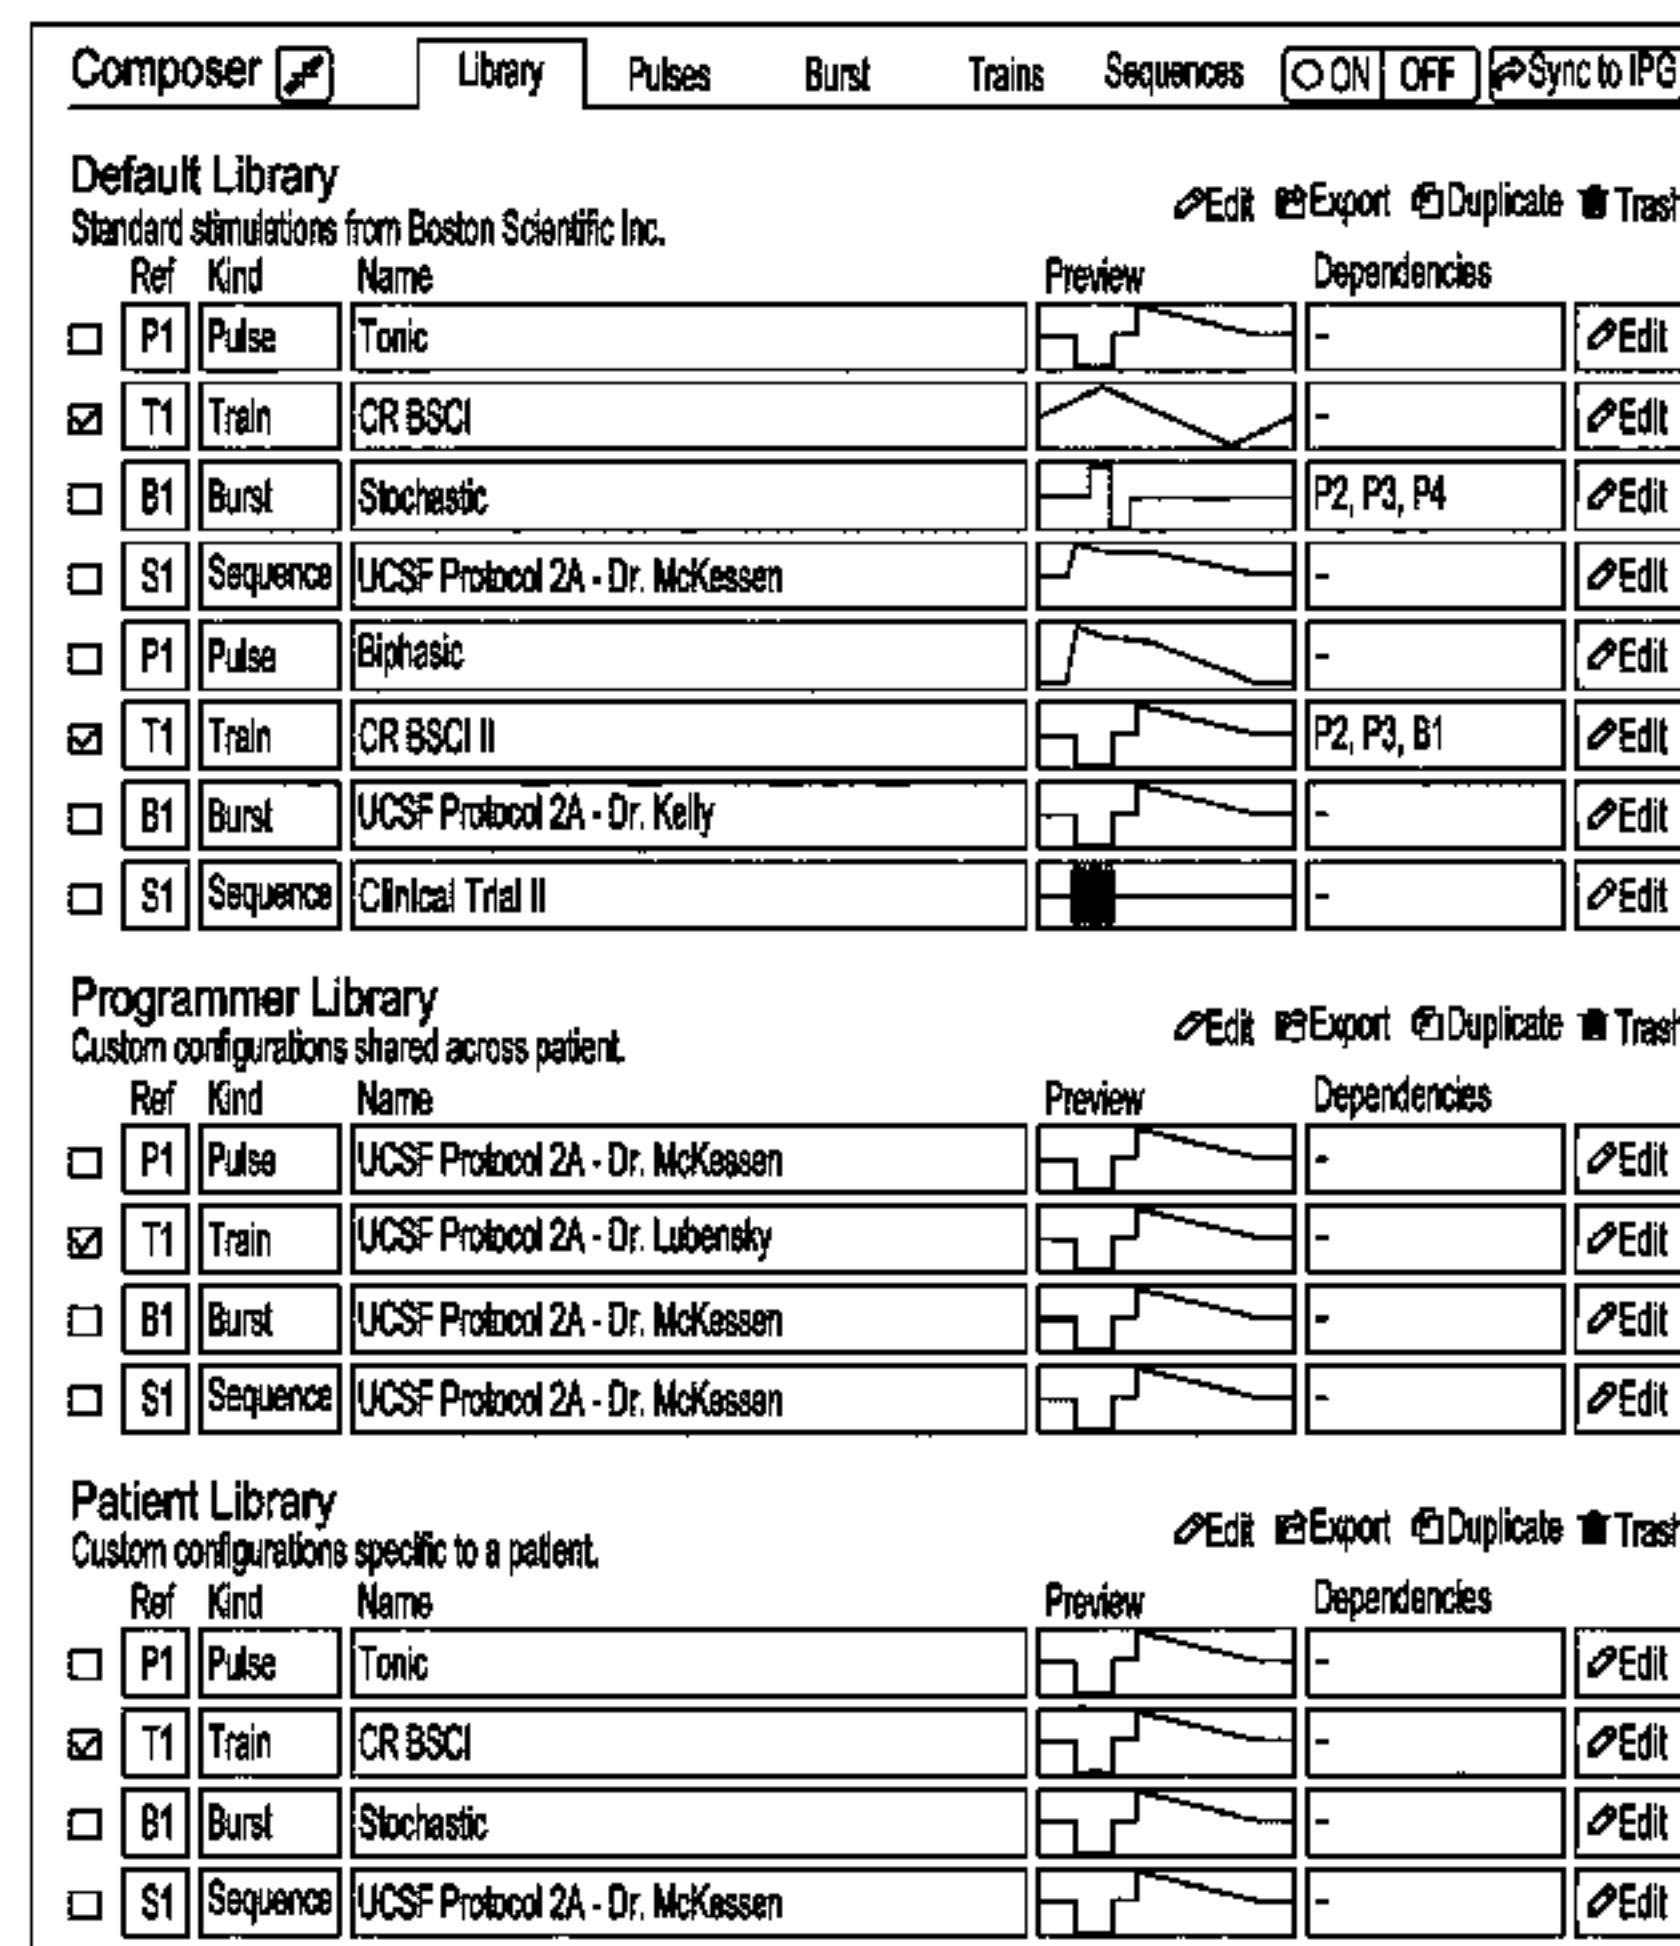 Composer Library Pulses Burst Trains Sequences ON OFF Sync to IPG
Default Library
Edit Export Duplicate Trash
Standard stimulations from Boston Scientific Inc.
Ref Kind Name Preview Dependencies
P1 Pulse Tonic - Edit
T1 Train CR BSCI - Edit
B1 Burst Stochastic P2, P3, P4 Edit
S1 Sequence UCSF Protocol 2A - Dr. McKessen - Edit
P1 Pulse Biphasic - Edit
T1 Train CR BSCI II P2, P3, B1 Edit
B1 Burst UCSF Protocol 2A - Dr. Kelly - Edit
S1 Sequence Clinical Trial II - Edit
Programmer Library
Edit Export Duplicate Trash
Custom configurations shared across patient.
Ref Kind Name Preview Dependencies
P1 Pulse UCSF Protocol 2A - Dr. McKessen - Edit
T1 Train UCSF Protocol 2A - Dr. Lubensky - Edit
B1 Burst UCSF Protocol 2A - Dr. McKessen - Edit
S1 Sequence UCSF Protocol 2A - Dr. McKessen - Edit
Patient Library
Edit Export Duplicate Trash
Custom configurations specific to a patient.
Ref Kind Name Preview Dependencies
P1 Pulse Tonic - Edit
T1 Train CR BSCI - Edit
B1 Burst Stochastic - Edit
S1 Sequence UCSF Protocol 2A - Dr. McKessen - Edit